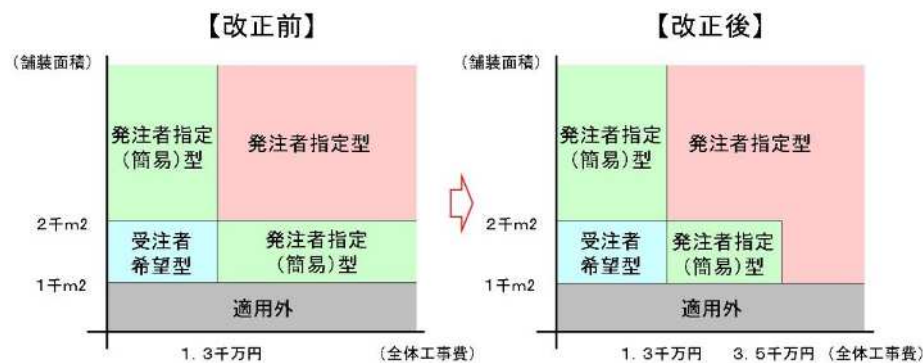 【改正前】
(舗装面積)
発注者指定
(簡易)型
発注者指定型
2千m2
受注者
希望型
発注者指定
(簡易)型
1千m2
適用外
1.3千万円
(全体工事費)
【改正後】
(舗装面積)
発注者指定
(簡易)型
発注者指定型
2千m2
受注者
希望型
発注者指定
(簡易)型
1千m2
適用外
1.3千万円
3.5千万円
(全体工事費)